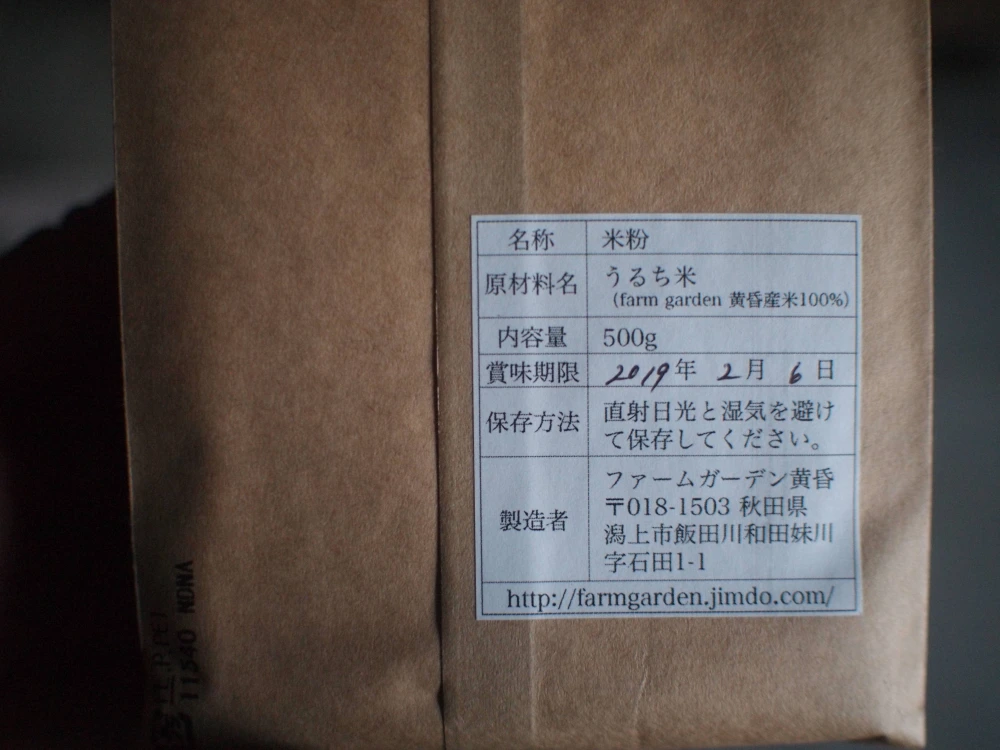 名称 米粉
原材料名 うるち米
(farm garden 黄昏産米100%)
内容量 500g
賞味期限 2019年 2月 6日
保存方法 直射日光と湿気を避け
て保存してください。
製造者 ファームガーデン黄昏
〒018-1503 秋田県
潟上市飯田川和田妹川
字石田1-1
http://farmgarden.jimdo.com/
11340 NDNA